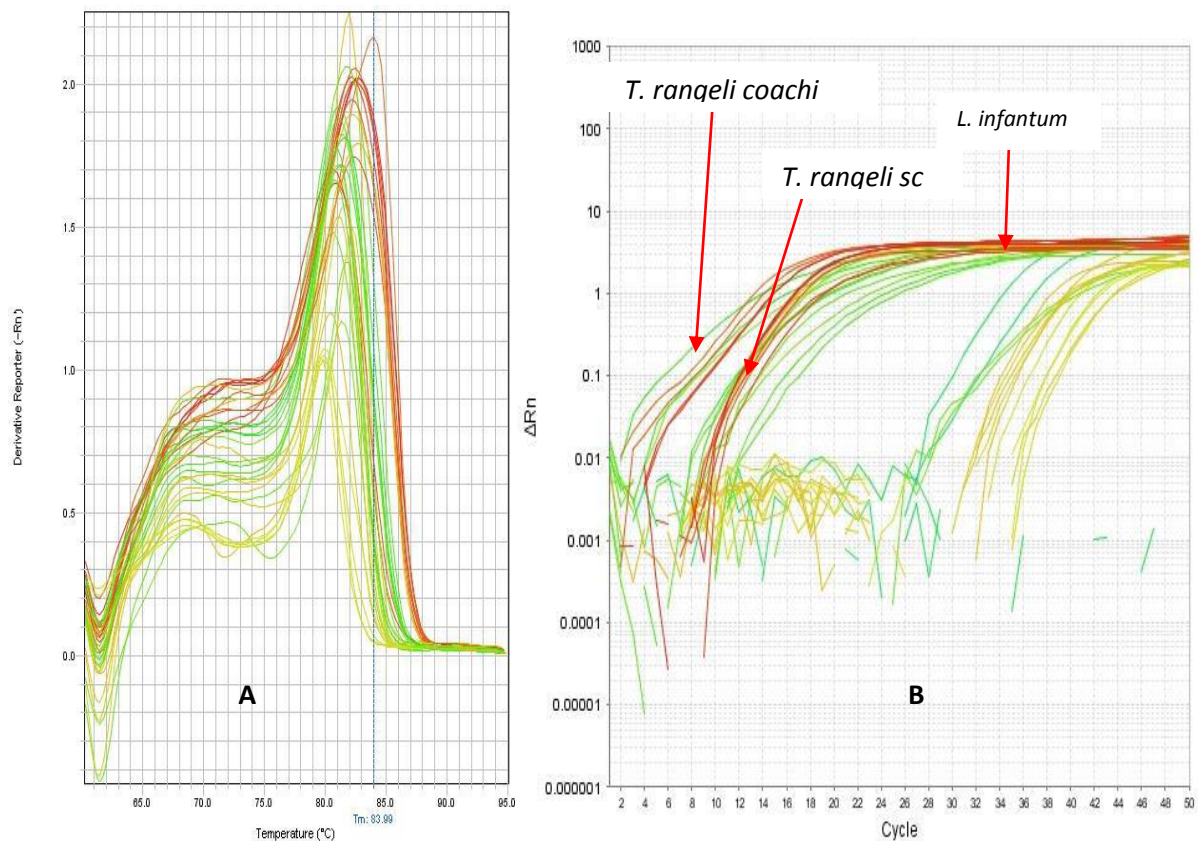 Derivative Reporter (-Rn')
2.0
1.5
1.0
0.5
0.0
65.0 70.0 75.0 80.0 85.0 90.0 95.0
Tm: 83.99
Temperature (°C)
A
ΔRn
1000
100
10
1
0.1
0.01
0.001
0.0001
0.00001
0.000001
T. rangeli coachi
L. infantum
T. rangeli sc
B
2 4 6 8 10 12 14 16 18 20 22 24 26 28 30 32 34 36 38 40 42 44 46 48 50
Cycle